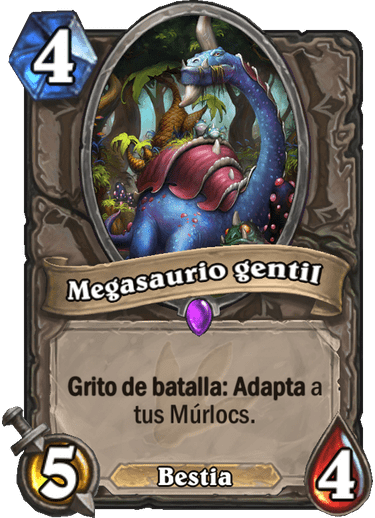 4
Megasaurio gentil
Grito de batalla: Adapta a
tus Múrlocs.
5
Bestia
4